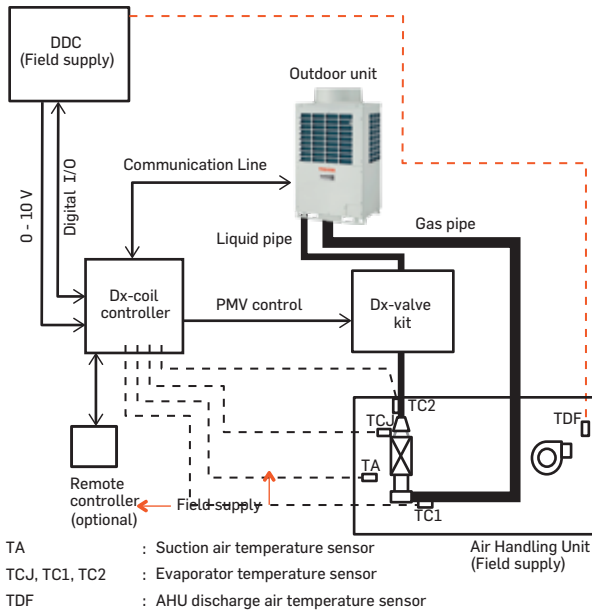 DDC
(Field supply)
Outdoor unit
Communication Line
0 - 10 V
Digital I/O
Liquid pipe
Gas pipe
Dx-coil
controller
PMV control
Dx-valve
kit
TC2
TCJ
TDF
TA
TC1
Remote
controller
(optional)
Field supply
Air Handling Unit
(Field supply)
TA : Suction air temperature sensor
TCJ, TC1, TC2 : Evaporator temperature sensor
TDF : AHU discharge air temperature sensor